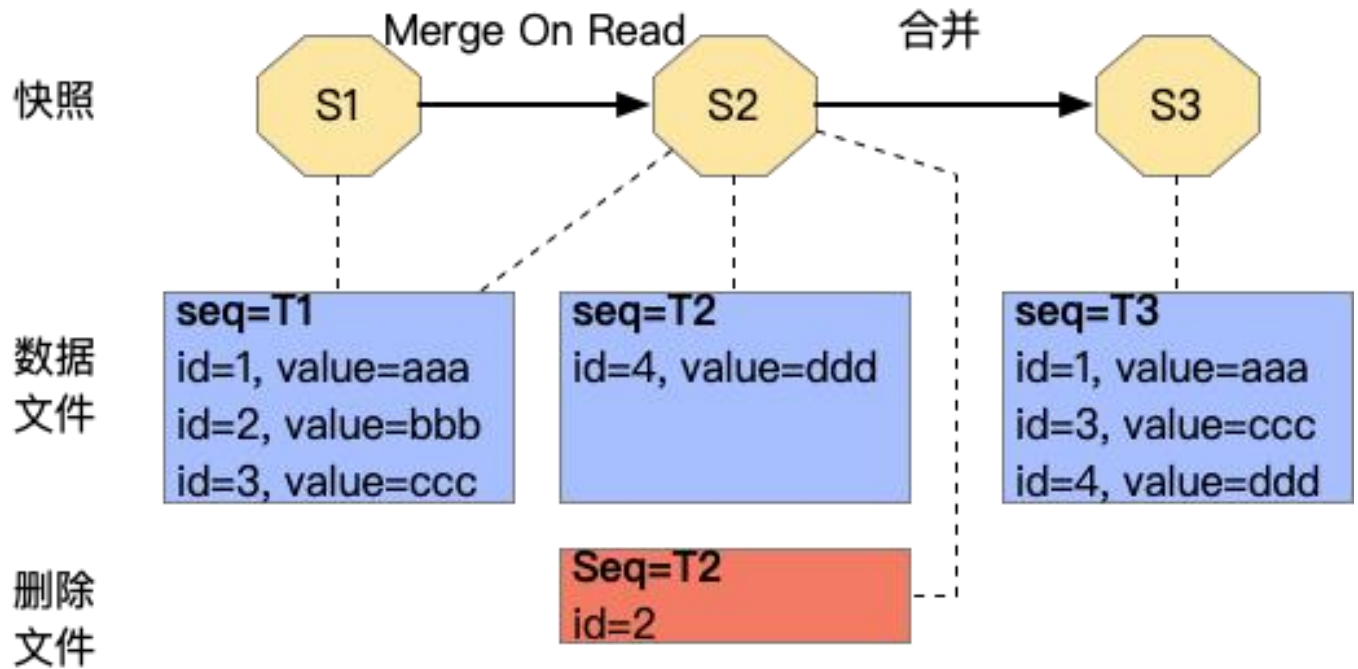 Merge On Read
合并
快照
S1
S2
S3
数据
文件
seq=T1
id=1, value=aaa
id=2, value=bbb
id=3, value=ccc
seq=T2
id=4, value=ddd
seq=T3
id=1, value=aaa
id=3, value=ccc
id=4, value=ddd
删除
文件
Seq=T2
id=2